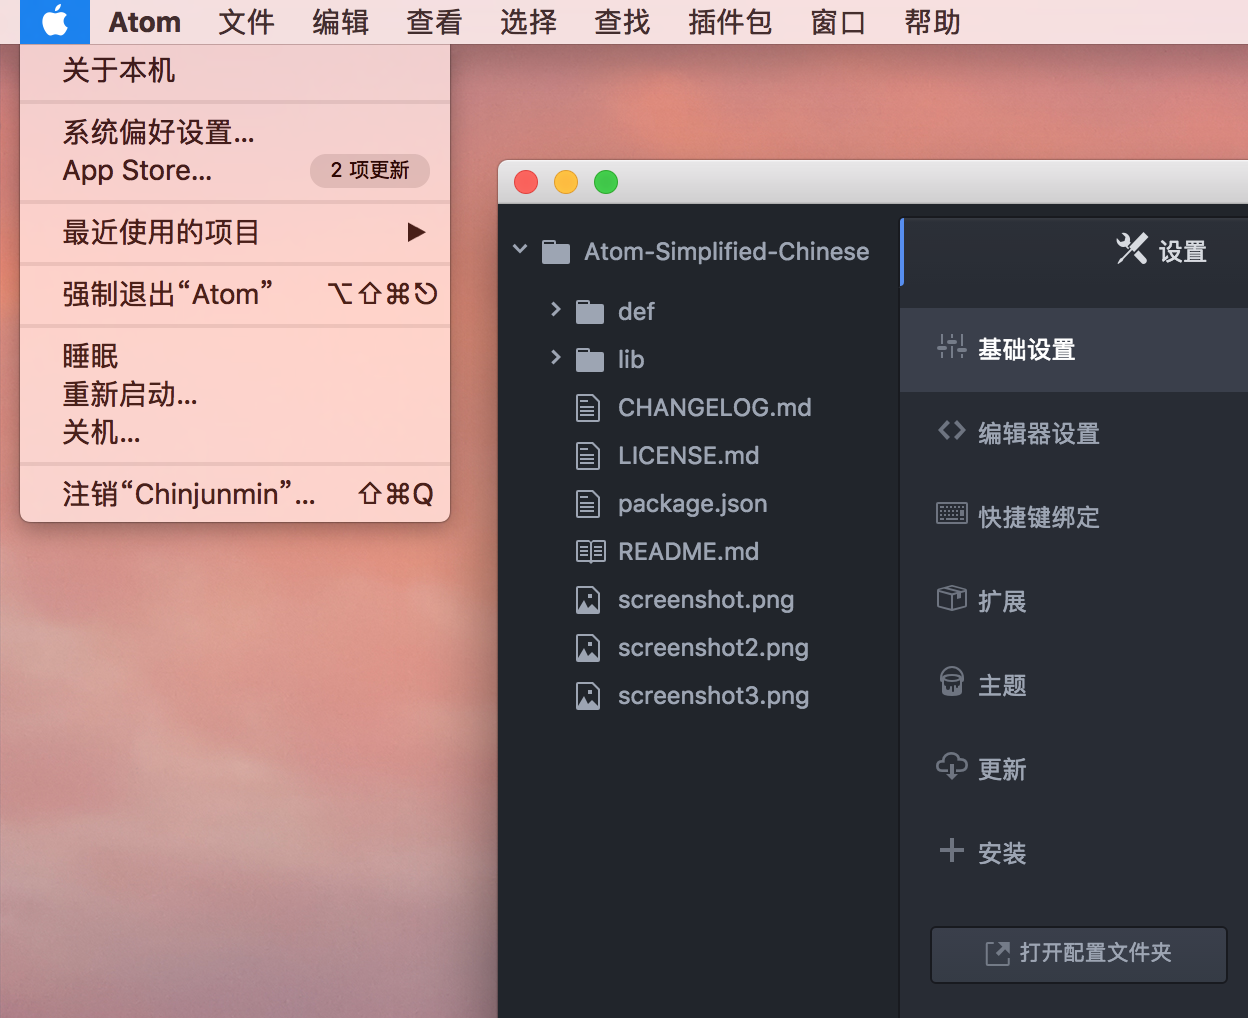 Atom 文件 编辑 查看 选择 查找 插件包 窗口 帮助
关于本机
系统偏好设置...
App Store... 2 项更新
最近使用的项目 ▶
强制退出“Atom” ⌥⇧⌘⎋
睡眠
重新启动...
关机...
注销“Chinjunmin”... ⇧⌘Q
Atom-Simplified-Chinese
def
lib
CHANGELOG.md
LICENSE.md
package.json
README.md
screenshot.png
screenshot2.png
screenshot3.png
设置
基础设置
编辑器设置
快捷键绑定
扩展
主题
更新
安装
打开配置文件夹